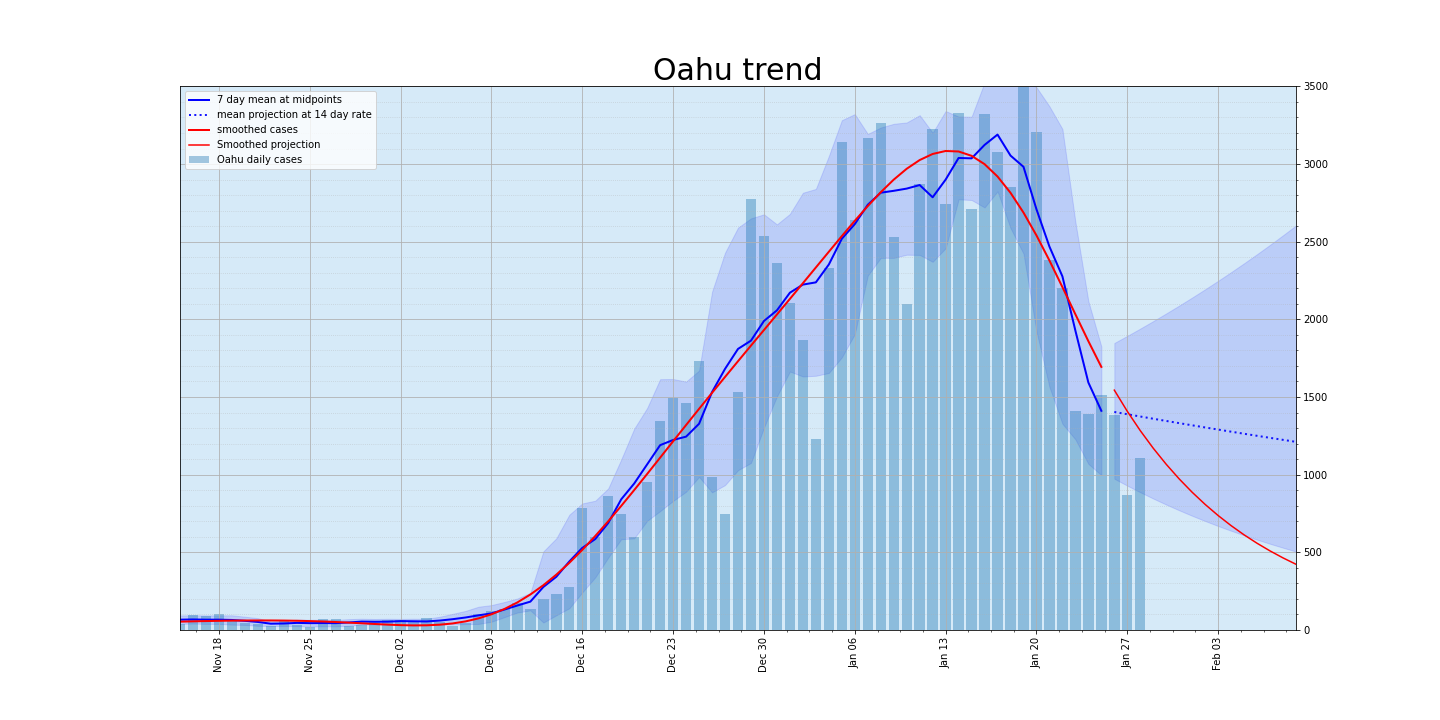 Oahu trend
7 day mean at midpoints
mean projection at 14 day rate
smoothed cases
Smoothed projection
Oahu daily cases
3500
3000
2500
2000
1500
1000
500
0
Nov 18
Nov 25
Dec 02
Dec 09
Dec 16
Dec 23
Dec 30
Jan 06
Jan 13
Jan 20
Jan 27
Feb 03